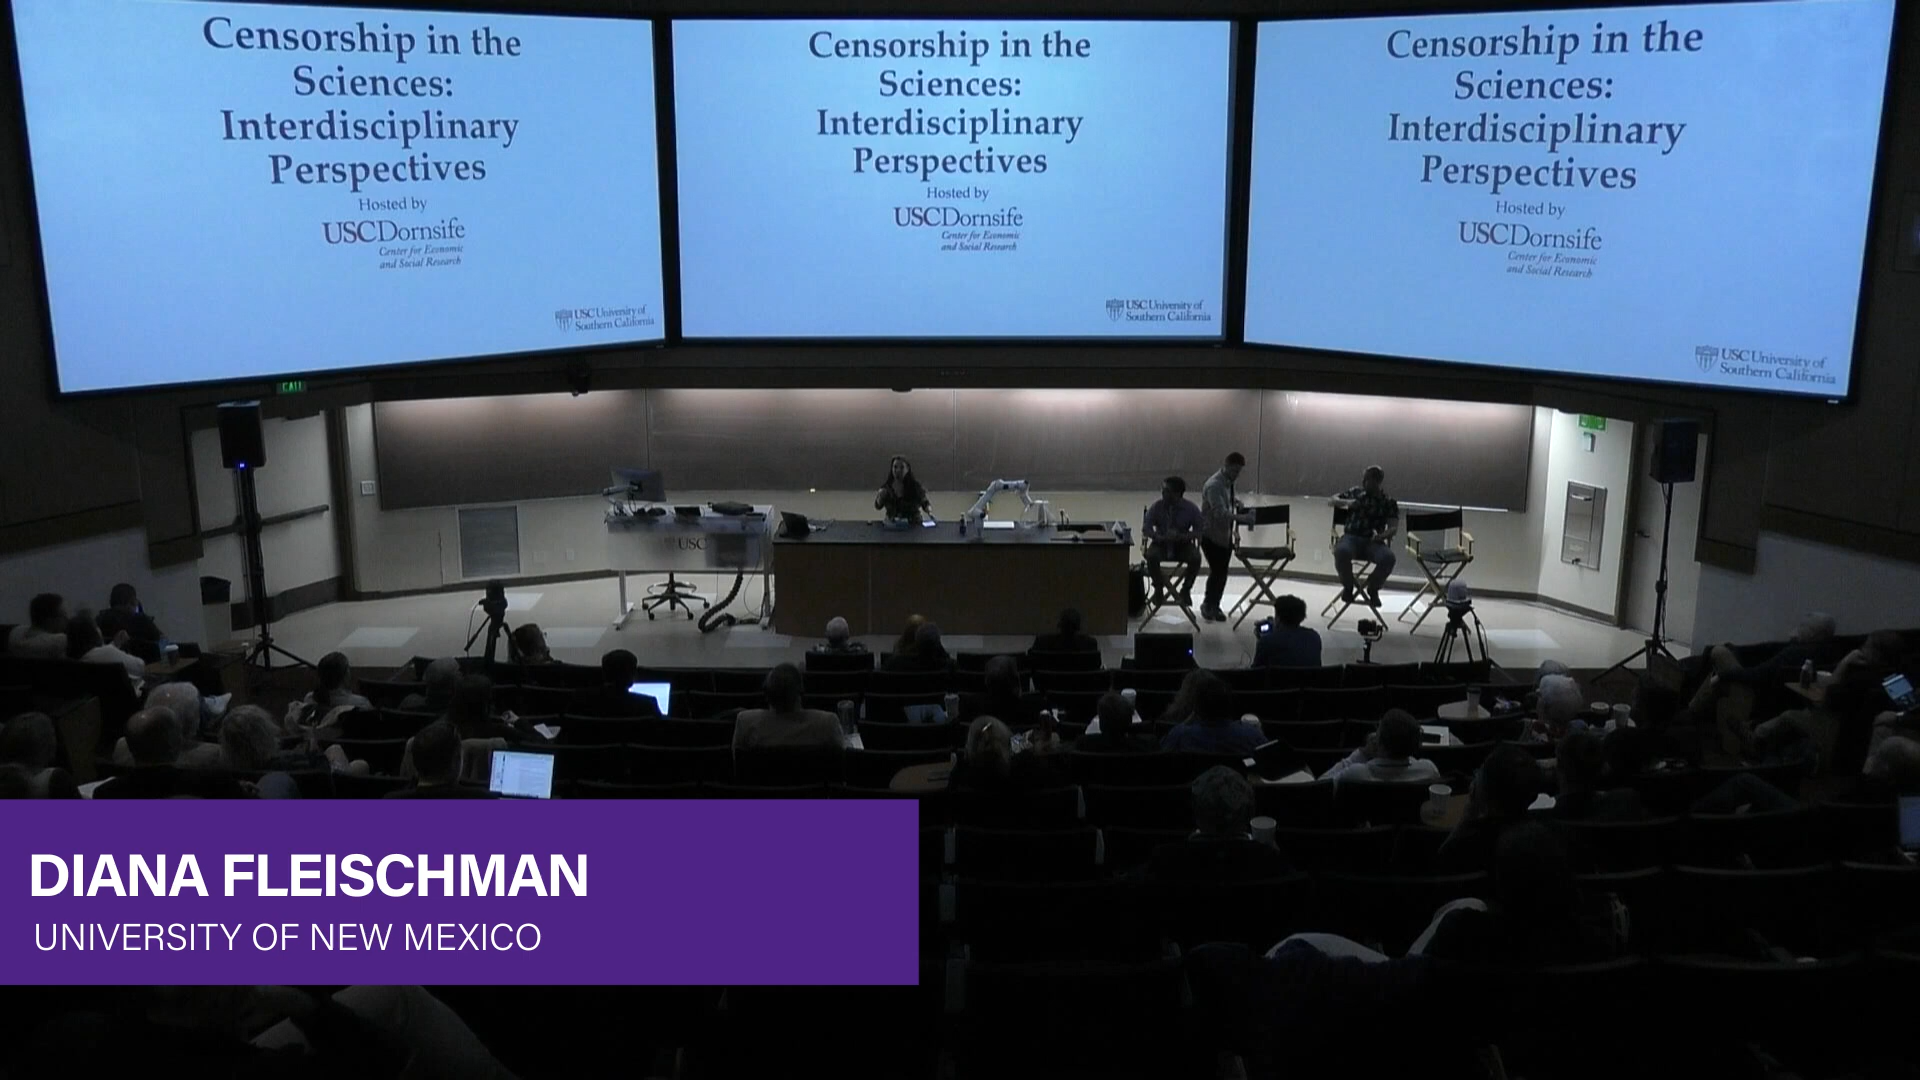 Censorship in the
Sciences:
Interdisciplinary
Perspectives
Hosted by
USCDornsife
Center for Economic
and Social Research
USC University of
Southern California
Censorship in the
Sciences:
Interdisciplinary
Perspectives
Hosted by
USCDornsife
Center for Economic
and Social Research
USC University of
Southern California
Censorship in the
Sciences:
Interdisciplinary
Perspectives
Hosted by
USCDornsife
Center for Economic
and Social Research
USC University of
Southern California
USC
DIANA FLEISCHMAN
UNIVERSITY OF NEW MEXICO